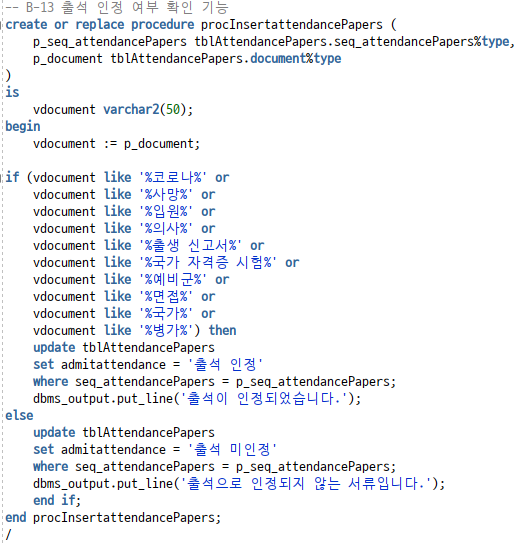 -- B-13 출석 인정 여부 확인 기능
create or replace procedure procInsertattendancePapers (
    p_seq_attendancePapers tblAttendancePapers.seq_attendancePapers%type,
    p_document tblAttendancePapers.document%type
)
is
    vdocument varchar2(50);
begin
    vdocument := p_document;

if (vdocument like '%코로나%' or
    vdocument like '%사망%' or
    vdocument like '%입원%' or
    vdocument like '%의사%' or
    vdocument like '%출생 신고서%' or
    vdocument like '%국가 자격증 시험%' or
    vdocument like '%예비군%' or
    vdocument like '%면접%' or
    vdocument like '%국가%' or
    vdocument like '%병가%') then
    update tblAttendancePapers
    set admitattendance = '출석 인정'
    where seq_attendancePapers = p_seq_attendancePapers;
    dbms_output.put_line('출석이 인정되었습니다.');
else
    update tblAttendancePapers
    set admitattendance = '출석 미인정'
    where seq_attendancePapers = p_seq_attendancePapers;
    dbms_output.put_line('출석으로 인정되지 않는 서류입니다.');
    end if;
end procInsertattendancePapers;
/